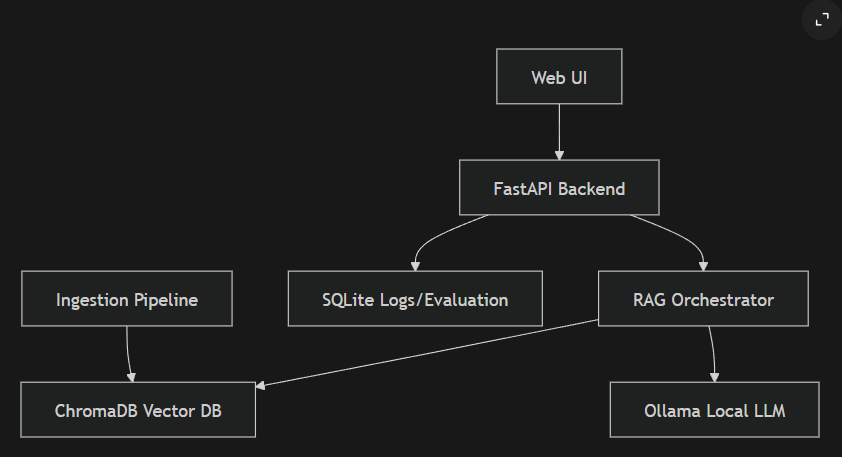 Web UI
FastAPI Backend
Ingestion Pipeline
SQLite Logs/Evaluation
RAG Orchestrator
ChromaDB Vector DB
Ollama Local LLM